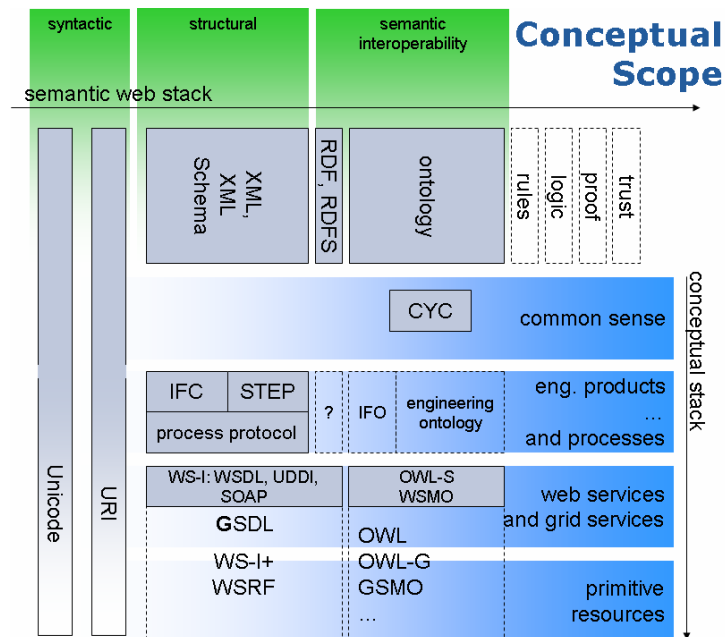 syntactic
structural
semantic
interoperability
Conceptual
Scope
semantic web stack
XML,
XML
Schema
RDF, RDFS
ontology
rules
logic
proof
trust
conceptual stack
CYC
common sense
IFC
STEP
process protocol
?
IFO
engineering
ontology
eng. products
...
and processes
Unicode
URI
WS-I: WSDL, UDDI,
SOAP
OWL-S
WSMO
web services
and grid services
GSDL
WS-I+
WSRF
OWL
OWL-G
GSMO
...
primitive
resources